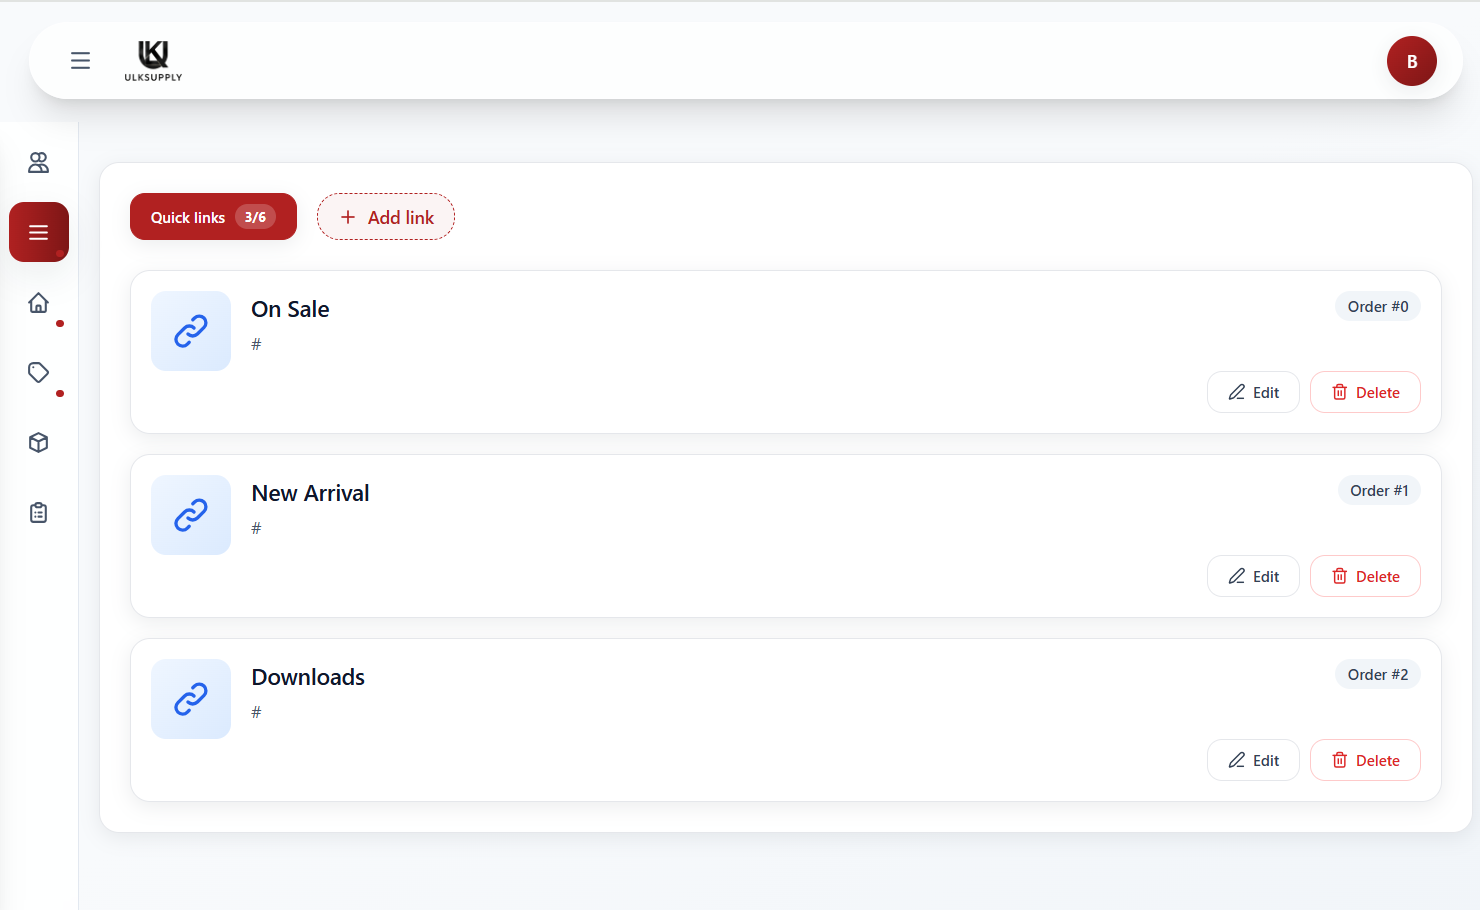 ULKSUPPLY
B
Quick links 3/6
+ Add link
On Sale
Order #0
#
Edit
Delete
New Arrival
Order #1
#
Edit
Delete
Downloads
Order #2
#
Edit
Delete